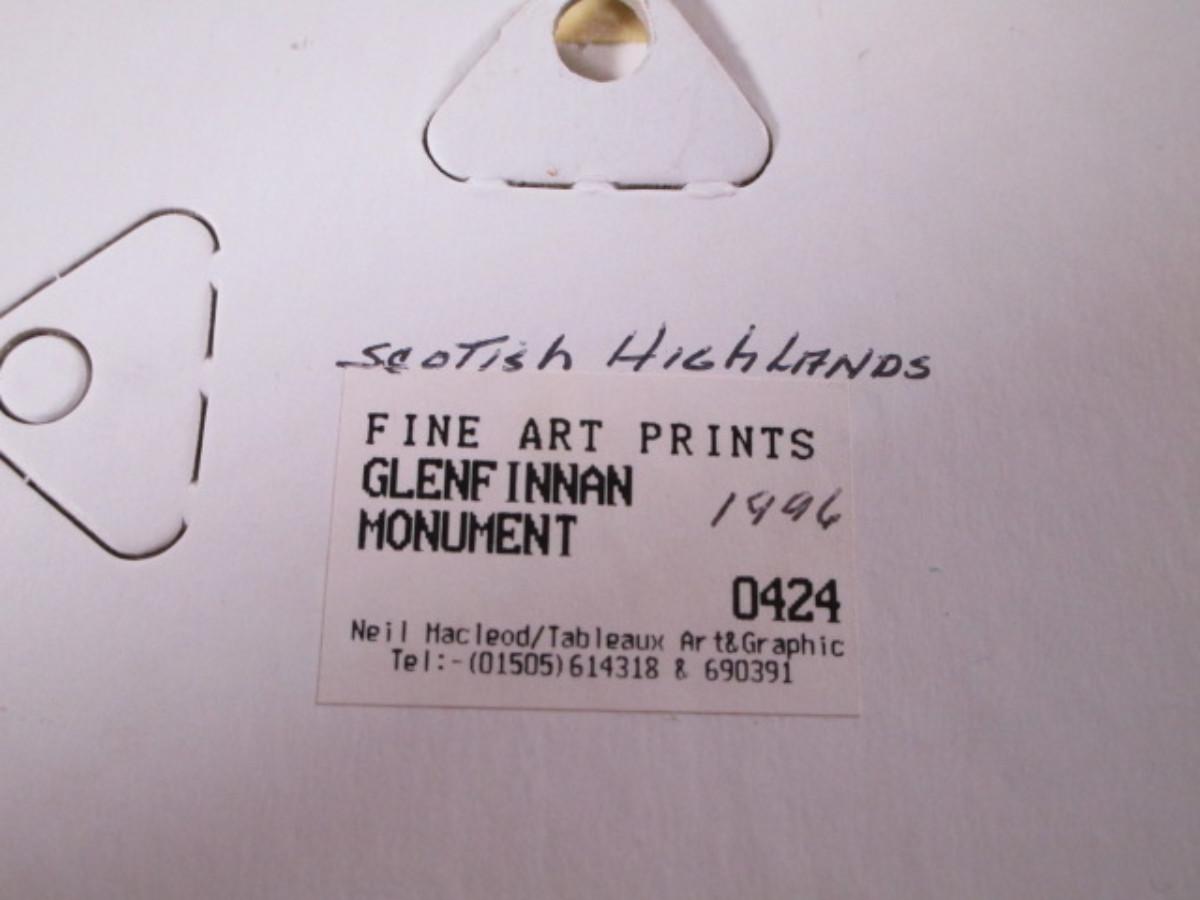 Scotish Highlands
FINE ART PRINTS
GLENFINNAN
1996
MONUMENT
0424
Neil Macleod/Tableaux Art&Graphic
Tel:-(01505)614318 & 690391